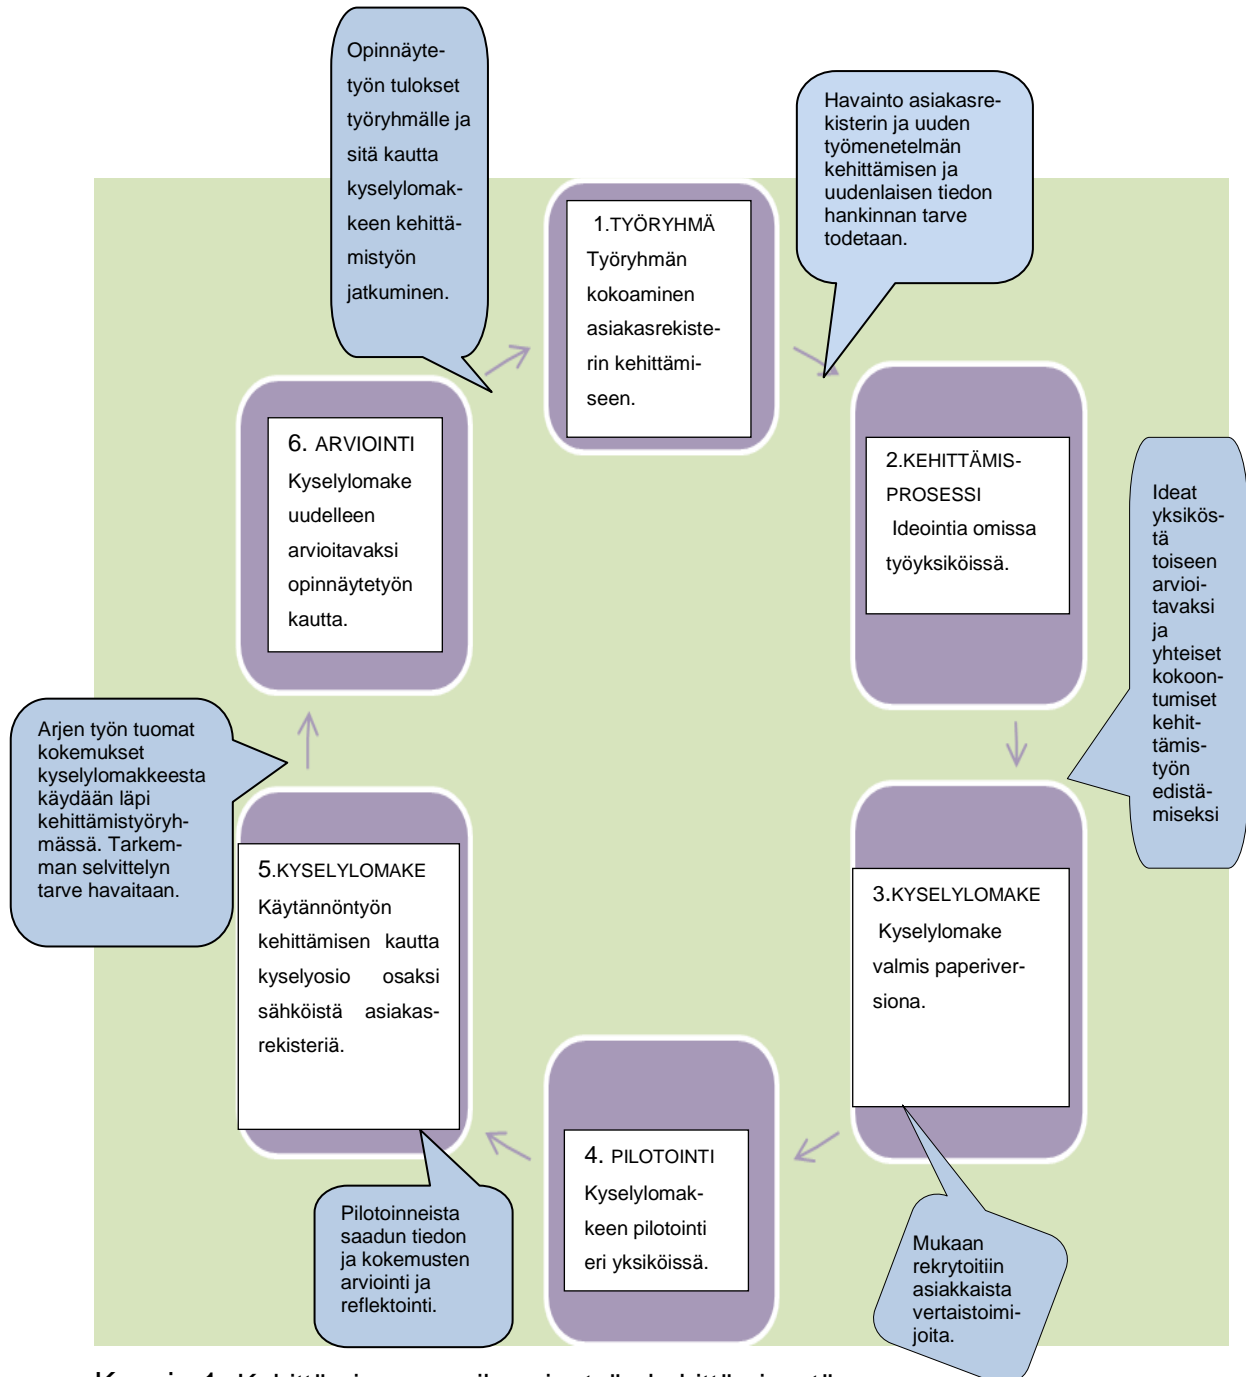 Opinnäyte-
työn tulokset
työryhmälle ja
sitä kautta
kyselylomak-
keen kehittä-
mistyön
jatkuminen.
Havainto asiakasre-
kisterin ja uuden
työmenetelmän
kehittämisen ja
uudenlaisen tiedon
hankinnan tarve
todetaan.
1.TYÖRYHMÄ
Työryhmän
kokoaminen
asiakasrekiste-
rin kehittämi-
seen.
2.KEHITTÄMIS-
PROSESSI
Ideointia omissa
työyksiköissä.
Ideat
yksikös-
tä
toiseen
arvioi-
tavaksi
ja
yhteiset
kokoon-
tumiset
kehit-
tämis-
työn
edistä-
miseksi
3.KYSELYLOMAKE
Kyselylomake
valmis paperiver-
siona.
Mukaan
rekrytoitiin
asiakkaista
vertaistoimi-
joita.
4. PILOTOINTI
Kyselylomak-
keen pilotointi
eri yksiköissä.
Pilotoinneista
saadun tiedon
ja kokemusten
arviointi ja
reflektointi.
5.KYSELYLOMAKE
Käytännöntyön
kehittämisen kautta
kyselyosio osaksi
sähköistä asiakas-
rekisteriä.
Arjen työn tuomat
kokemukset
kyselylomakkeesta
käydään läpi
kehittämistyöryh-
mässä. Tarkem-
man selvittelyn
tarve havaitaan.
6. ARVIOINTI
Kyselylomake
uudelleen
arvioitavaksi
opinnäytetyön
kautta.